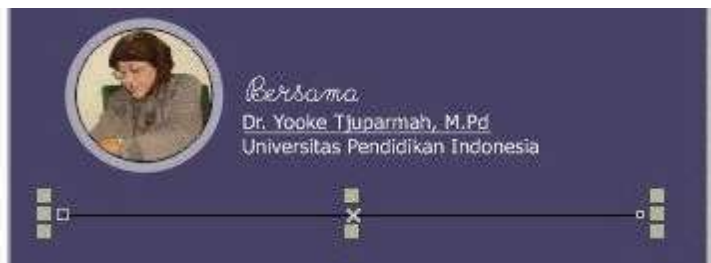 Bersama
Dr. Yooke Tjuparmah, M.Pd
Universitas Pendidikan Indonesia